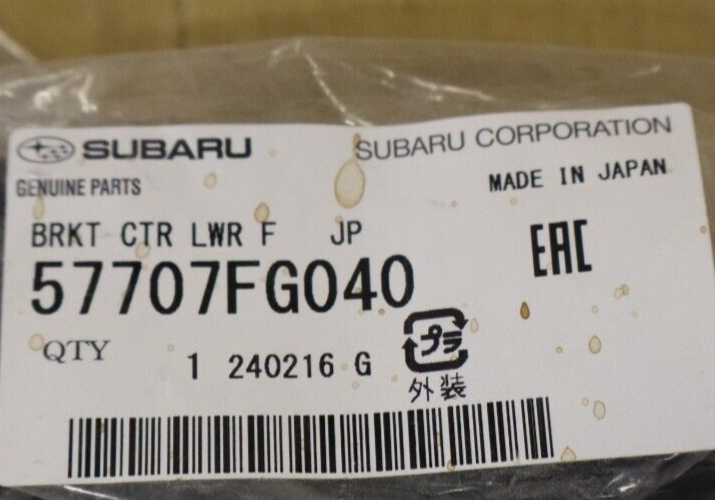 SUBARU
SUBARU CORPORATION
GENUINE PARTS
MADE IN JAPAN
BRKT CTR LWR F JP
57707FG040
EAC
QTY
1 240216 G
プラ
外装